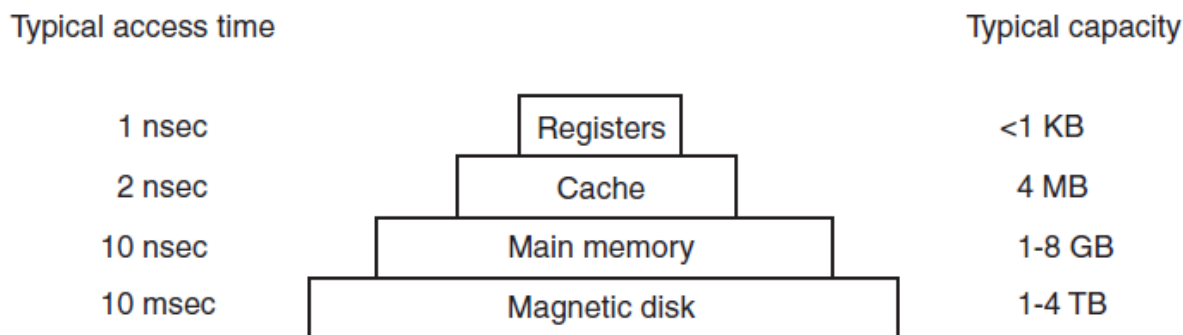 Typical access time Typical capacity
1 nsec Registers <1 KB
2 nsec Cache 4 MB
10 nsec Main memory 1-8 GB
10 msec Magnetic disk 1-4 TB